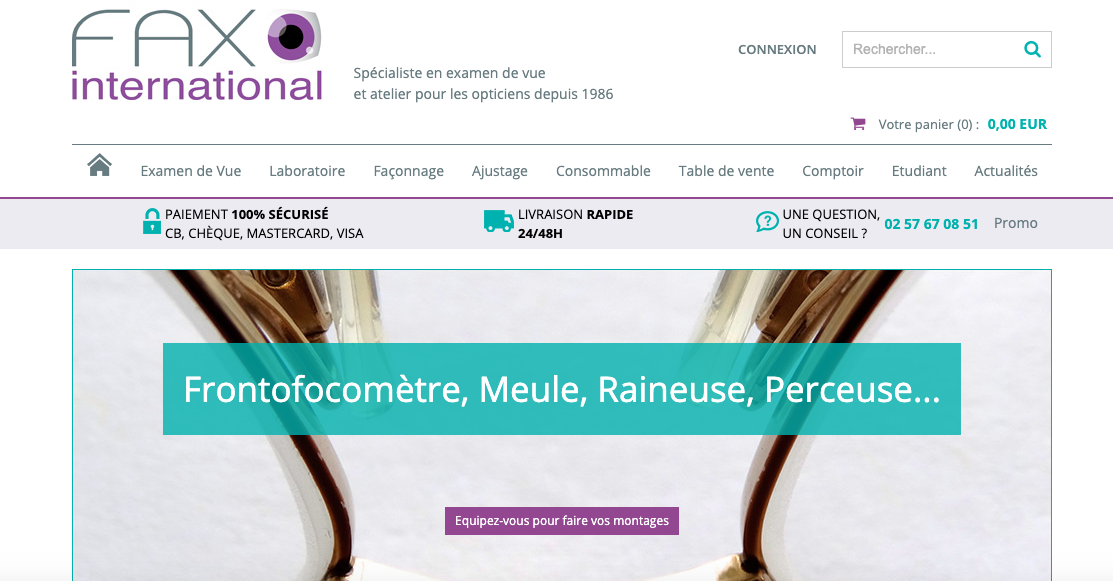 FAX
international
Spécialiste en examen de vue
et atelier pour les opticiens depuis 1986
CONNEXION
Rechercher...
Votre panier (0) : 0,00 EUR
Examen de Vue Laboratoire Façonnage Ajustage Consommable Table de vente Comptoir Etudiant Actualités
PAIEMENT 100% SÉCURISÉ
CB, CHÈQUE, MASTERCARD, VISA
LIVRAISON RAPIDE
24/48H
UNE QUESTION,
UN CONSEIL ?
02 57 67 08 51
Promo
Frontofocomètre, Meule, Raineuse, Perceuse...
Equipez-vous pour faire vos montages